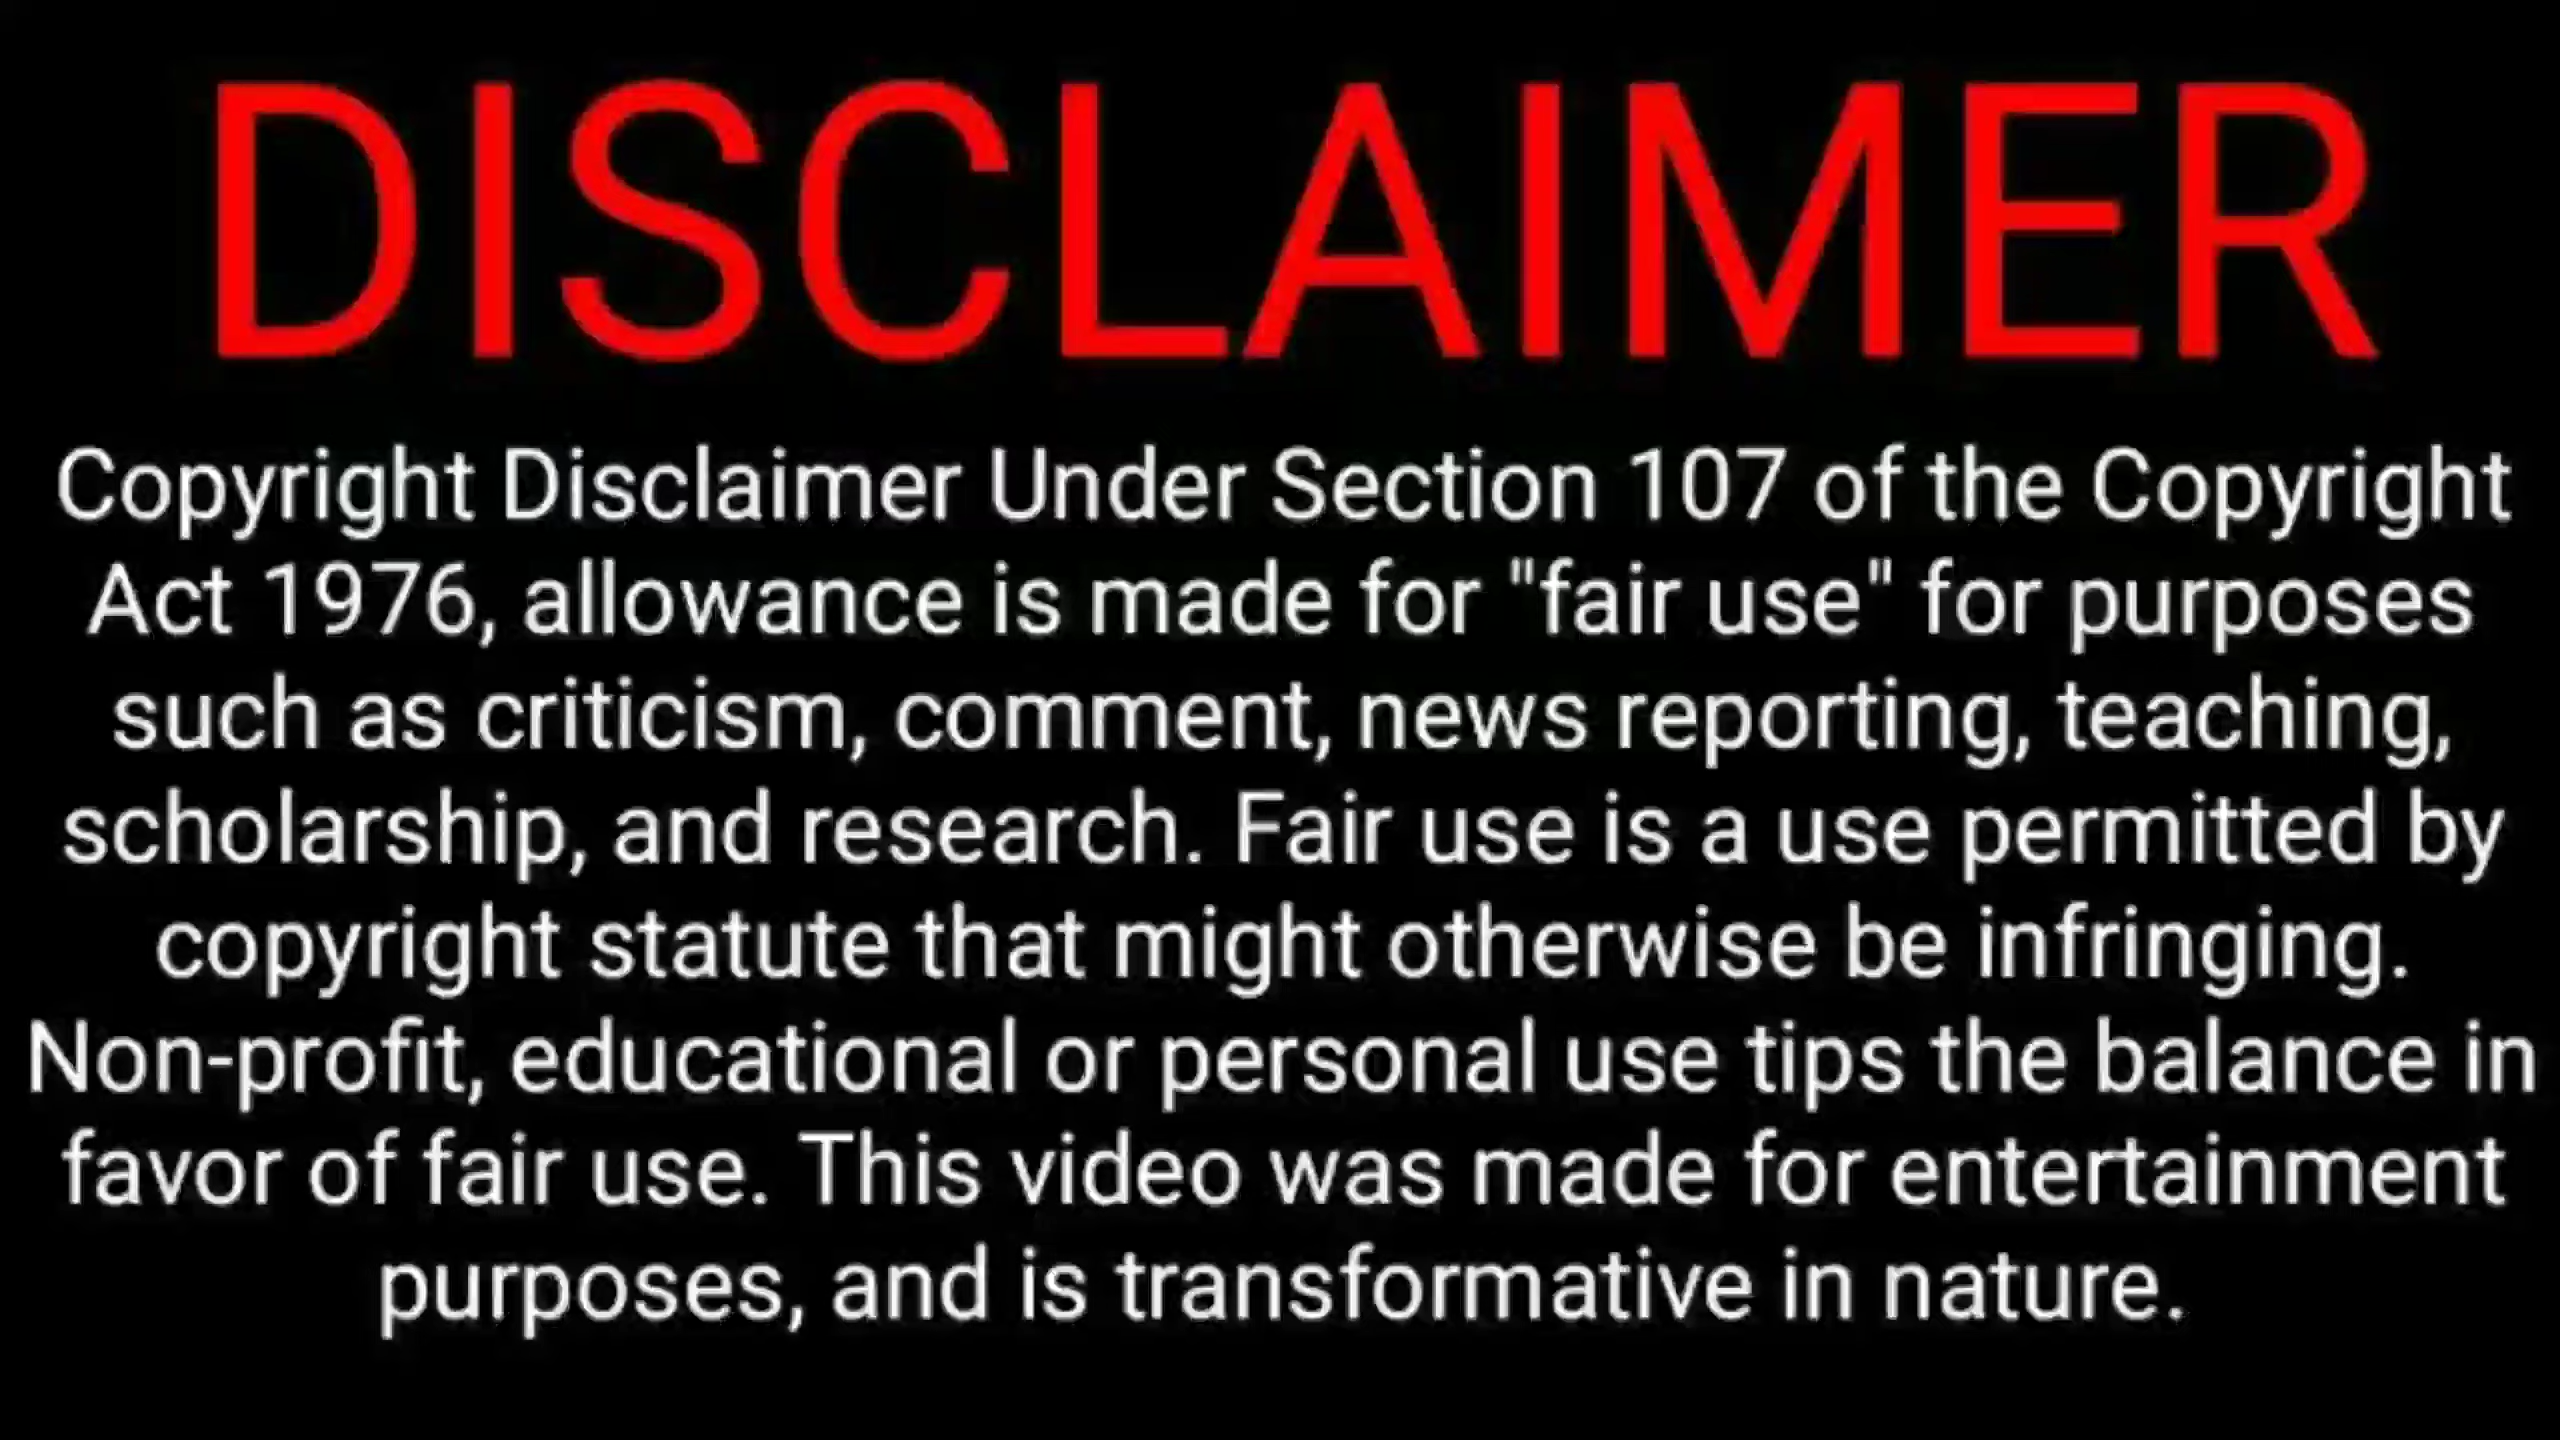 DISCLAIMER
Copyright Disclaimer Under Section 107 of the Copyright
Act 1976, allowance is made for "fair use" for purposes
such as criticism, comment, news reporting, teaching,
scholarship, and research. Fair use is a use permitted by
copyright statute that might otherwise be infringing.
Non-profit, educational or personal use tips the balance in
favor of fair use. This video was made for entertainment
purposes, and is transformative in nature.